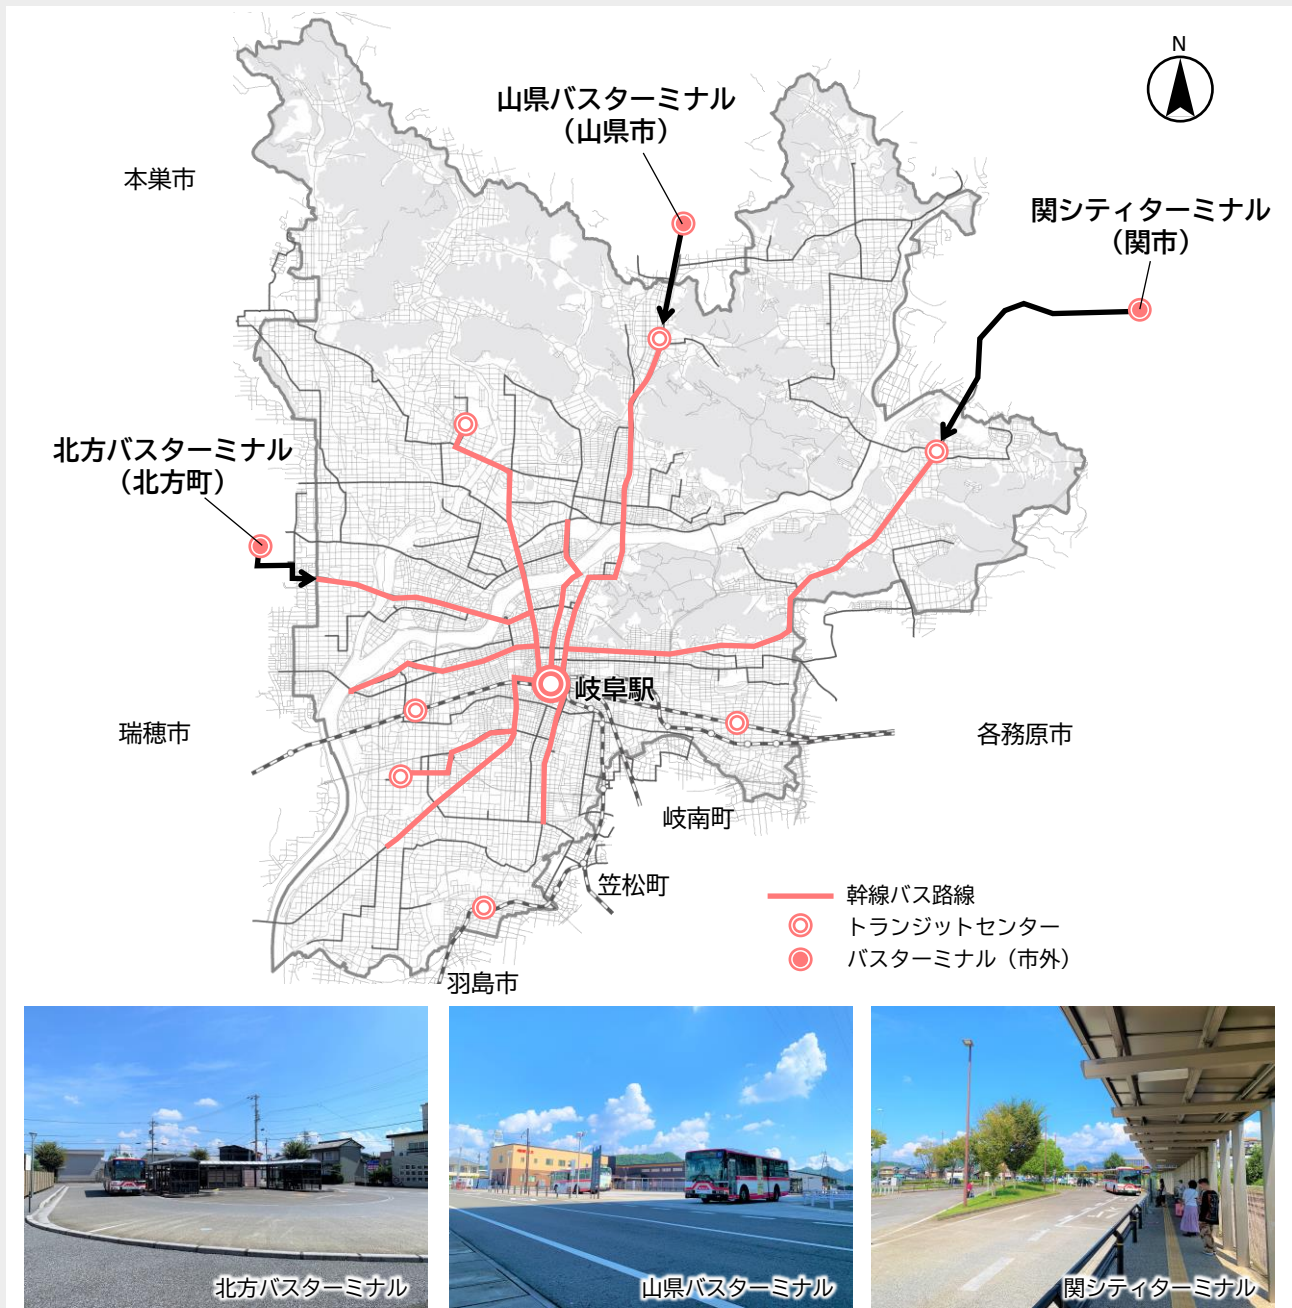 N
山県バスターミナル
（山県市）
本巣市
関シティターミナル
（関市）
北方バスターミナル
（北方町）
岐阜駅
瑞穂市
各務原市
岐南町
笠松町
羽島市
幹線バス路線
トランジットセンター
バスターミナル（市外）
北方バスターミナル
山県バスターミナル
関シティターミナル